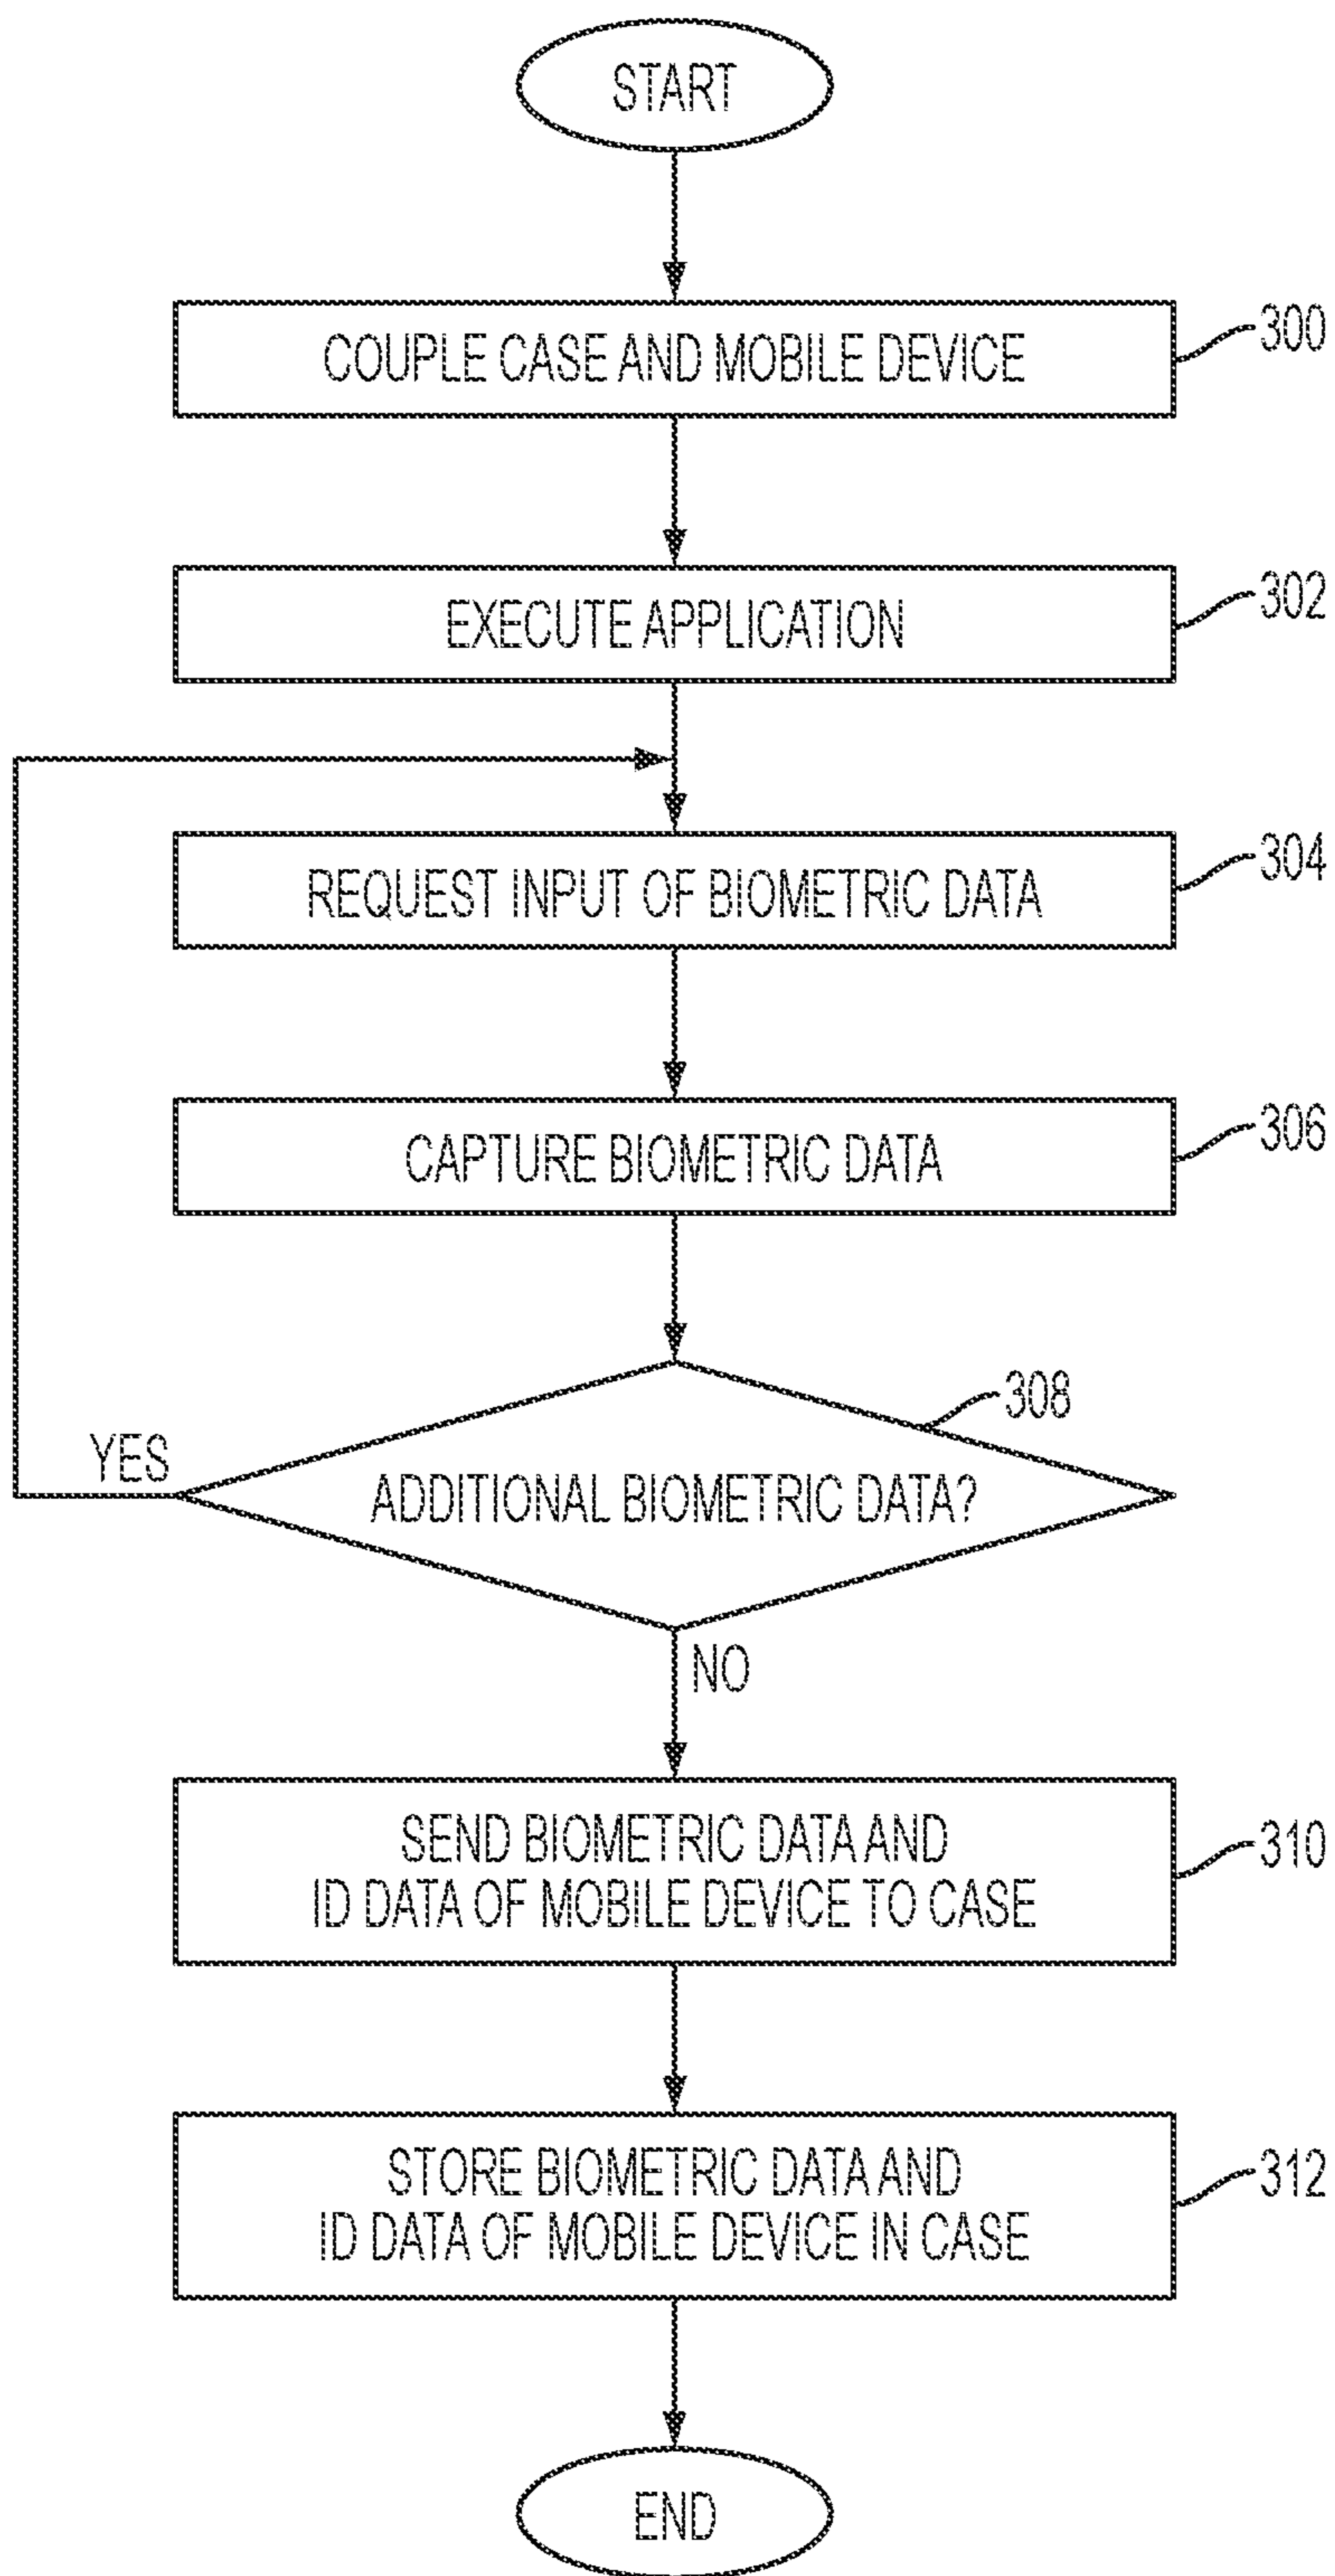 START
COUPLE CASE AND MOBILE DEVICE
300
EXECUTE APPLICATION
302
REQUEST INPUT OF BIOMETRIC DATA
304
CAPTURE BIOMETRIC DATA
306
308
YES
ADDITIONAL BIOMETRIC DATA?
NO
SEND BIOMETRIC DATA AND
ID DATA OF MOBILE DEVICE TO CASE
310
STORE BIOMETRIC DATA AND
ID DATA OF MOBILE DEVICE IN CASE
312
END